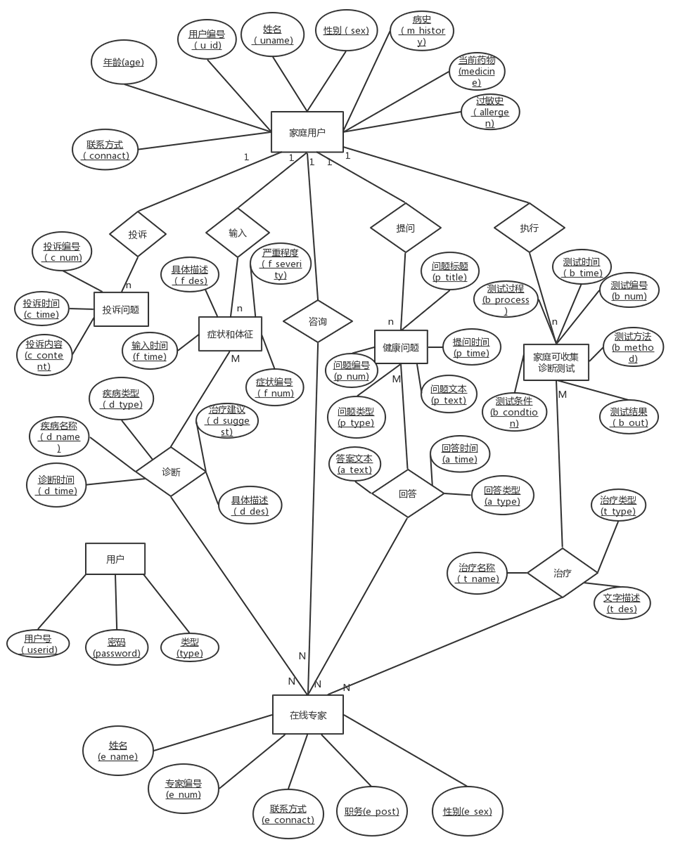 年龄(age)
用户编号
( u_id)
姓名
( uname)
性别 ( sex)
病史
( m_histor
y)
当前药物
(medicin
e)
过敏史
( allerge
n)
联系方式
( connact)
家庭用户
1
1
1
1
1
投诉
输入
提问
执行
投诉编号
( c_num)
投诉时间
(c_time)
投诉内容
(c_conte
nt)
n
投诉问题
具体描述
( f_des)
严重程度
( f_severi
ty)
输入时间
(f_time)
n
症状和体征
M
症状编号
( f_num)
咨询
问题标题
( p_title)
n
健康问题
提问时间
( p_time)
问题编号
(p_num)
M
问题类型
(p_type)
问题文本
( p_text)
测试时间
( b_time)
测试过程
(b_process
)
测试编号
( b_num)
n
家庭可收集
诊断测试
测试方法
( b_metho
d)
测试条件
(b_condtio
n)
M
测试结果
( b_out)
疾病类型
( d_type)
疾病名称
( d_name
)
诊断时间
( d_time)
诊断
治疗建议
( d_sugge
st)
具体描述
( d_des)
答案文本
( a_text)
回答时间
( a_time)
回答
回答类型
( a_type)
治疗类型
(t_type)
治疗名称
( t_name)
治疗
文字描述
( t_des)
用户
用户号
( userid)
密码
(password)
类型
(type)
N
N
N
N
在线专家
姓名
(e_name)
专家编号
(e_num)
联系方式
(e_connact)
职务(e_post)
性别(e_sex)